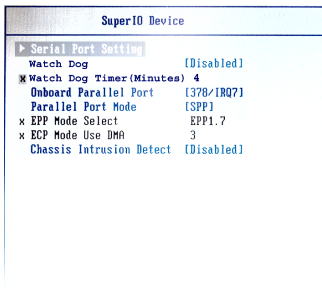 SuperIO Device
▶ Serial Port Setting
Watch Dog [Disabled]
x Watch Dog Timer(Minutes) 4
Onboard Parallel Port [378/IRQ7]
Parallel Port Mode [SPP]
x EPP Mode Select EPP1.7
x ECP Mode Use DMA 3
Chassis Intrusion Detect [Disabled]